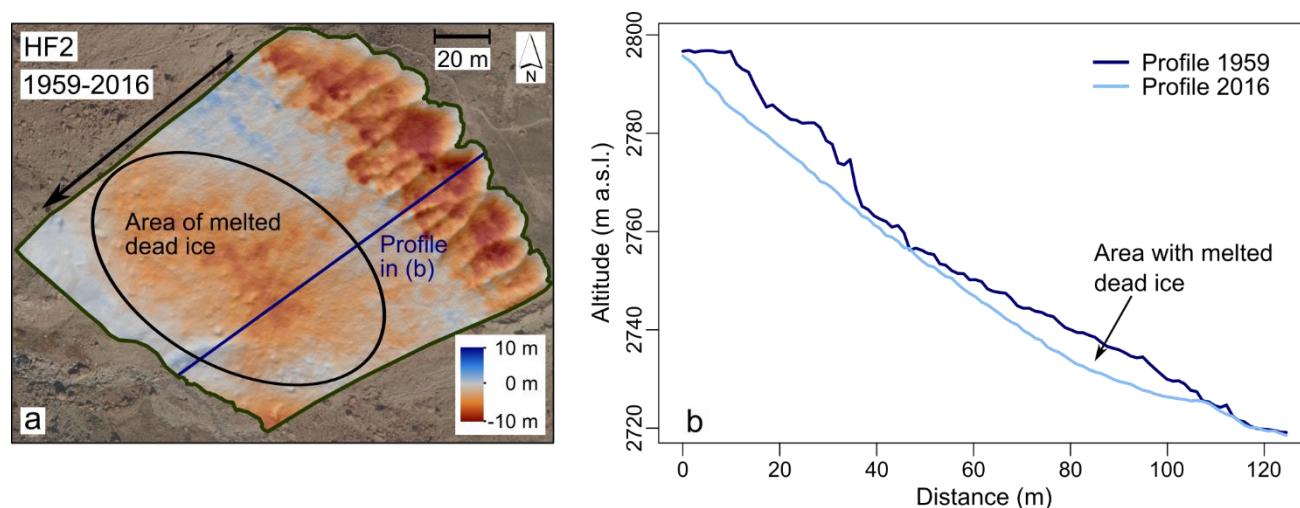 HF2
1959-2016
20 m
N
Area of melted
dead ice
Profile
in (b)
10 m
0 m
-10 m
a
Altitude (m a.s.l.)
2800
2780
2760
2740
2720
Profile 1959
Profile 2016
Area with melted
dead ice
b
0
20
40
60
80
100
120
Distance (m)